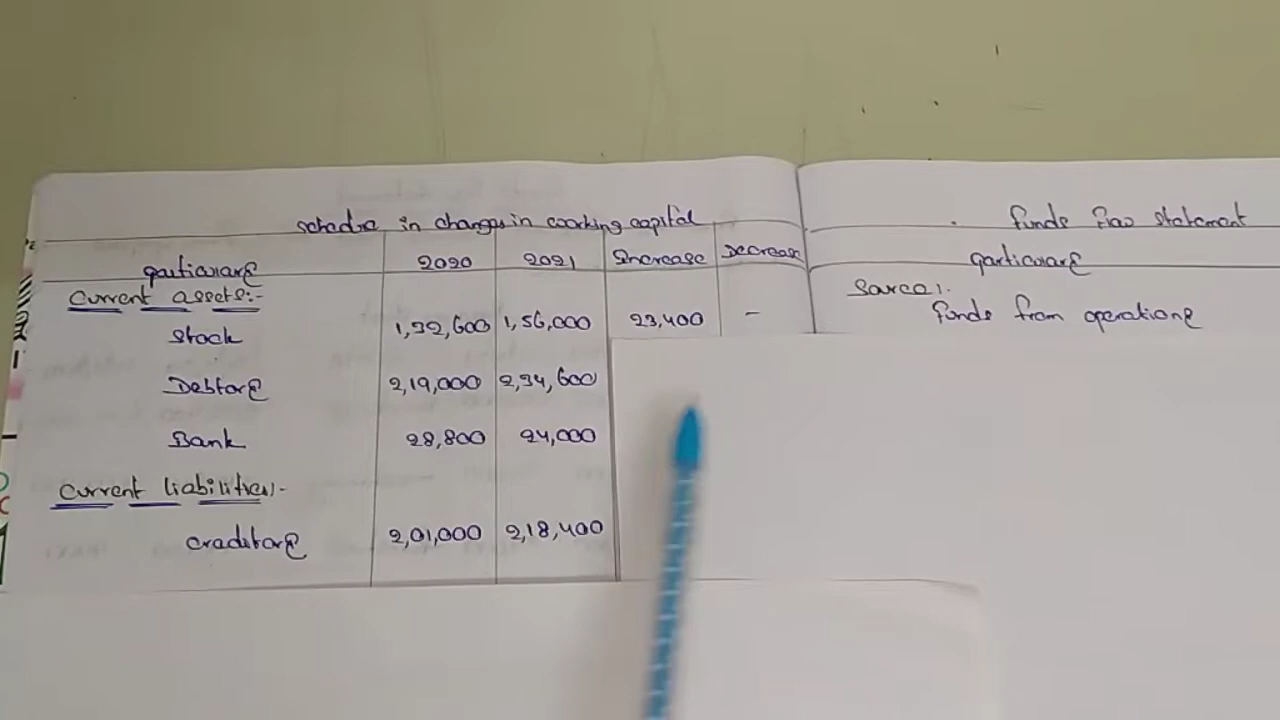 schedule in changes in working capital
particulars 2020 2021 Increase Decrease
Current assets:-
Stock 1,32,600 1,56,000 23,400 -
Debtors 2,19,000 2,34,600
Bank 28,800 24,000
Current liabilities:-
creditors 2,01,000 2,18,400
Funds flow statement
particulars
Sources:-
Funds from operations